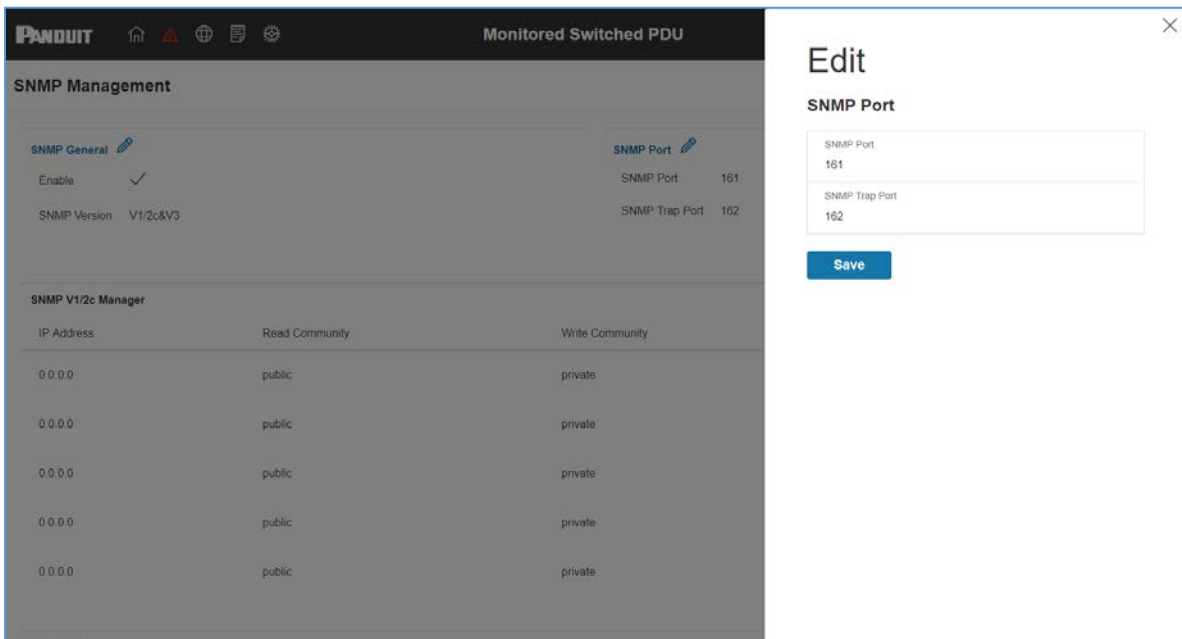 PANDUIT
Monitored Switched PDU
SNMP Management
SNMP General
Enable
SNMP Version V1/2c&V3
SNMP Port
SNMP Port 161
SNMP Trap Port 162
SNMP V1/2c Manager
IP Address Read Community Write Community
0.0.0.0 public private
0.0.0.0 public private
0.0.0.0 public private
0.0.0.0 public private
0.0.0.0 public private
Edit
SNMP Port
SNMP Port
161
SNMP Trap Port
162
Save